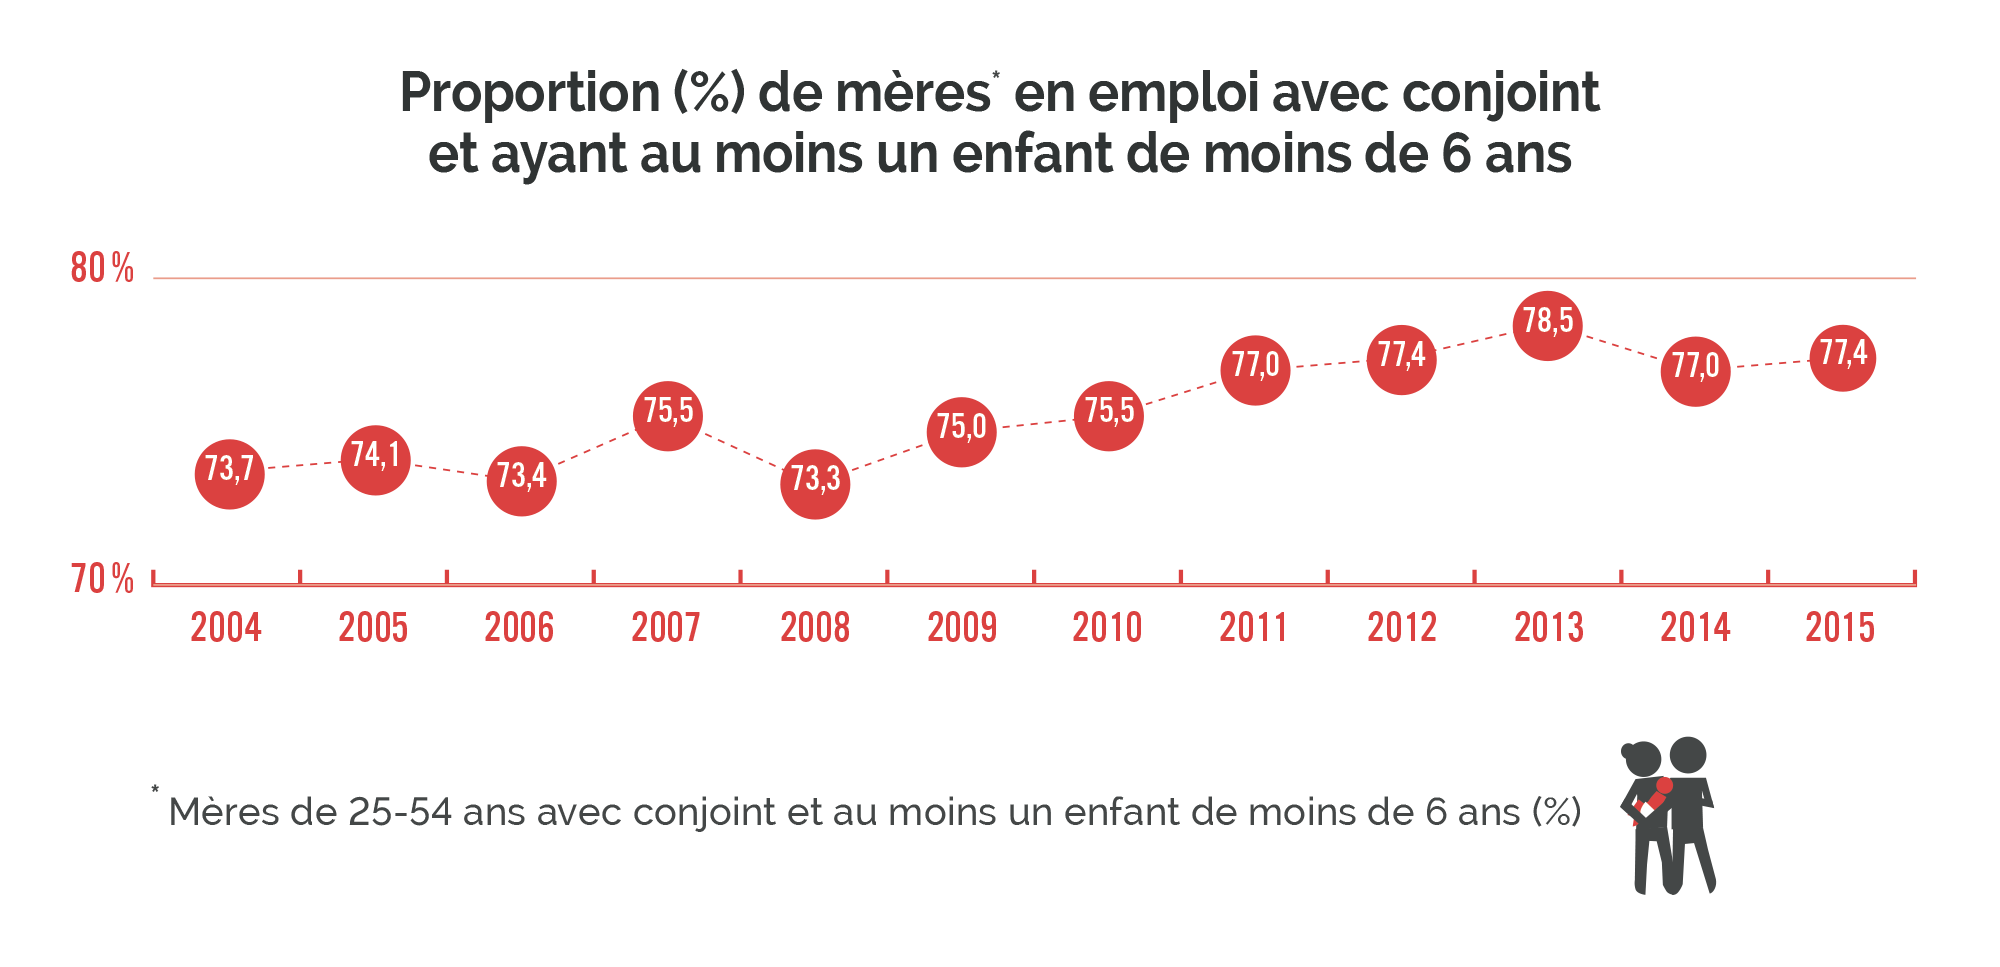 Proportion (%) de mères* en emploi avec conjoint
et ayant au moins un enfant de moins de 6 ans
80 %
73,7 74,1 73,4 75,5 73,3 75,0 75,5 77,0 77,4 78,5 77,0 77,4
70 %
2004 2005 2006 2007 2008 2009 2010 2011 2012 2013 2014 2015
* Mères de 25-54 ans avec conjoint et au moins un enfant de moins de 6 ans (%)